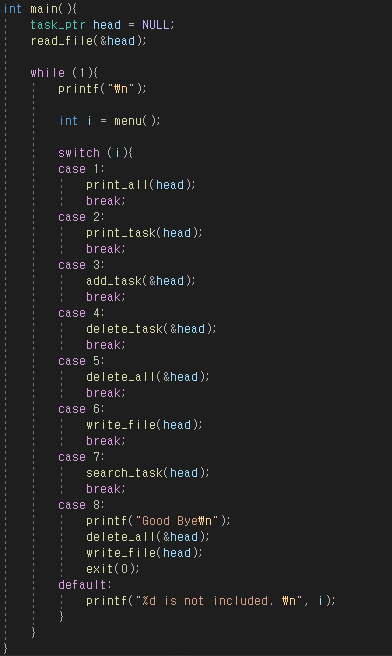 int main(){
    task_ptr head = NULL;
    read_file(&head);

    while (1){
        printf("₩n");

        int i = menu();

        switch (i){
        case 1:
            print_all(head);
            break;
        case 2:
            print_task(head);
            break;
        case 3:
            add_task(&head);
            break;
        case 4:
            delete_task(&head);
            break;
        case 5:
            delete_all(&head);
            break;
        case 6:
            write_file(head);
            break;
        case 7:
            search_task(head);
            break;
        case 8:
            printf("Good Bye₩n");
            delete_all(&head);
            write_file(head);
            exit(0);
        default:
            printf("%d is not included. ₩n", i);
        }
    }
}